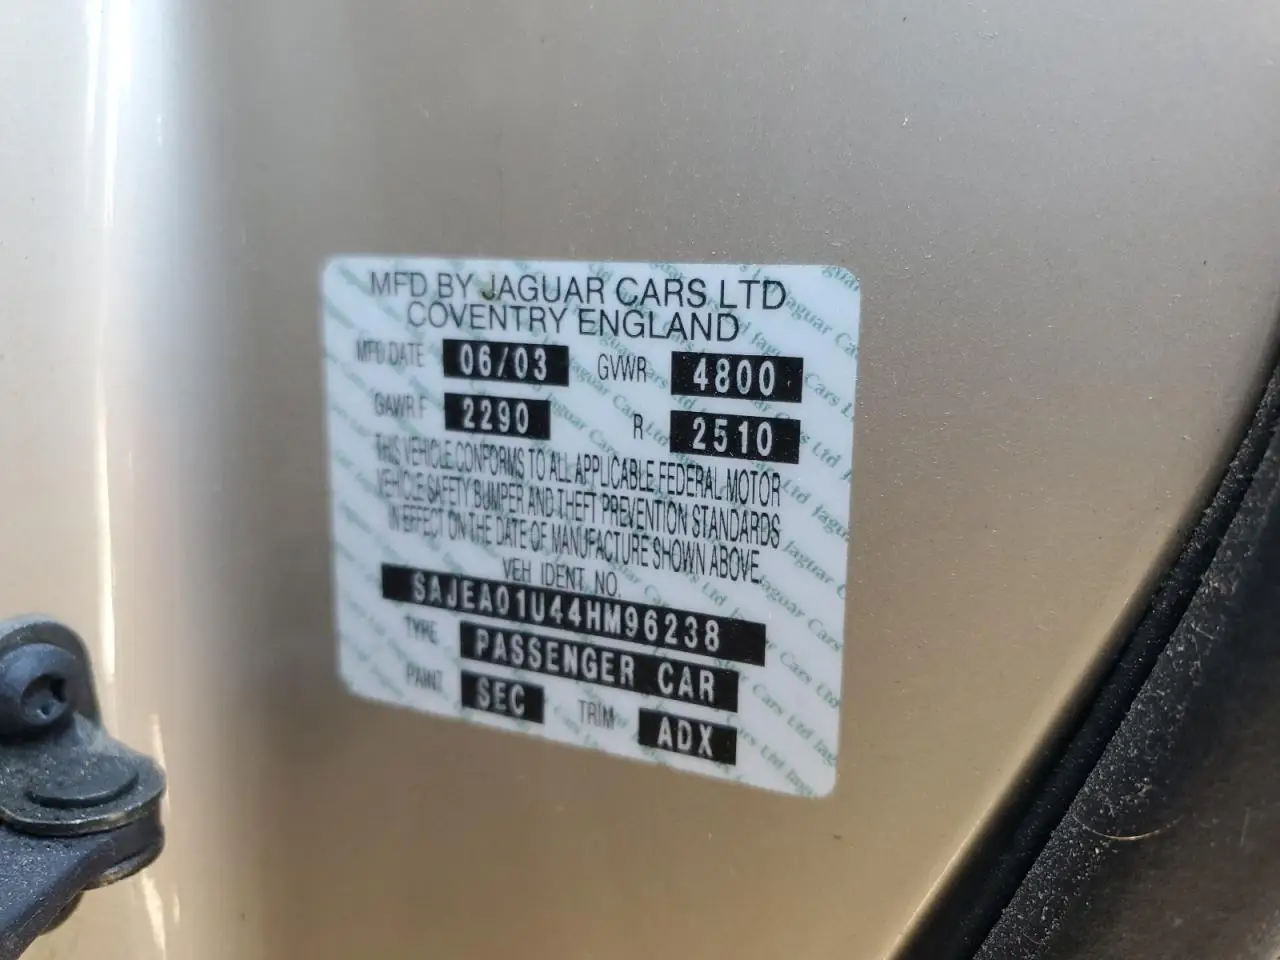 MFD BY JAGUAR CARS LTD
COVENTRY ENGLAND
MFD DATE 06/03 GVWR 4800
GAWR F 2290 R 2510
THIS VEHICLE CONFORMS TO ALL APPLICABLE FEDERAL MOTOR
VEHICLE SAFETY BUMPER AND THEFT PREVENTION STANDARDS
IN EFFECT ON THE DATE OF MANUFACTURE SHOWN ABOVE.
VEH IDENT. NO.
SAJEA01U44HM96238
TYPE PASSENGER CAR
PAINT SEC TRIM ADX